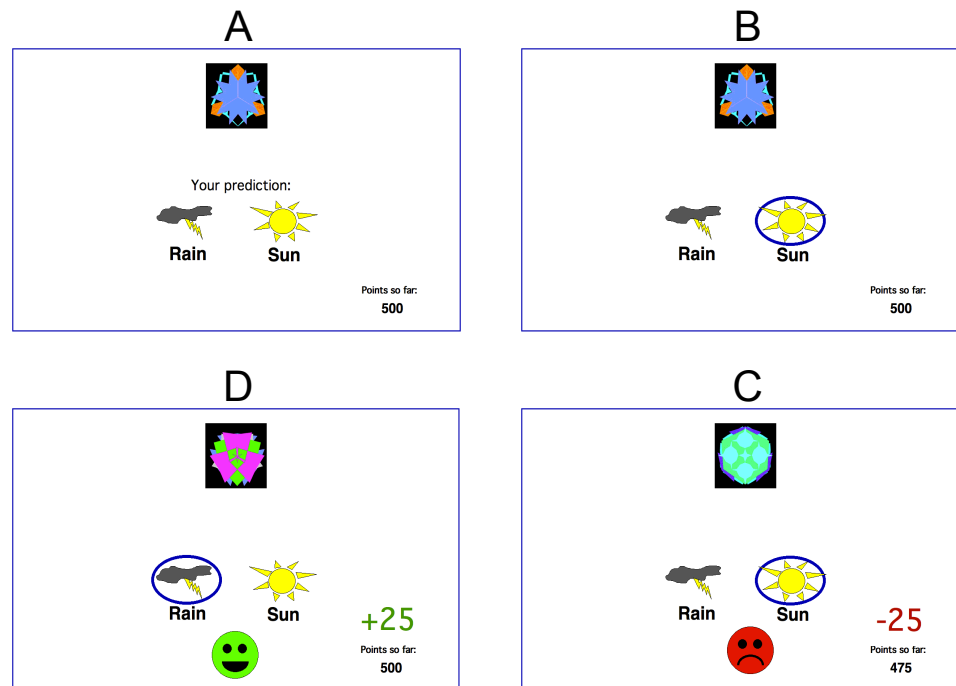 A
B
Your prediction:
Rain Sun
Rain Sun
Points so far:
500
Points so far:
500
D
C
Rain Sun
+25
Points so far:
500
Rain Sun
-25
Points so far:
475